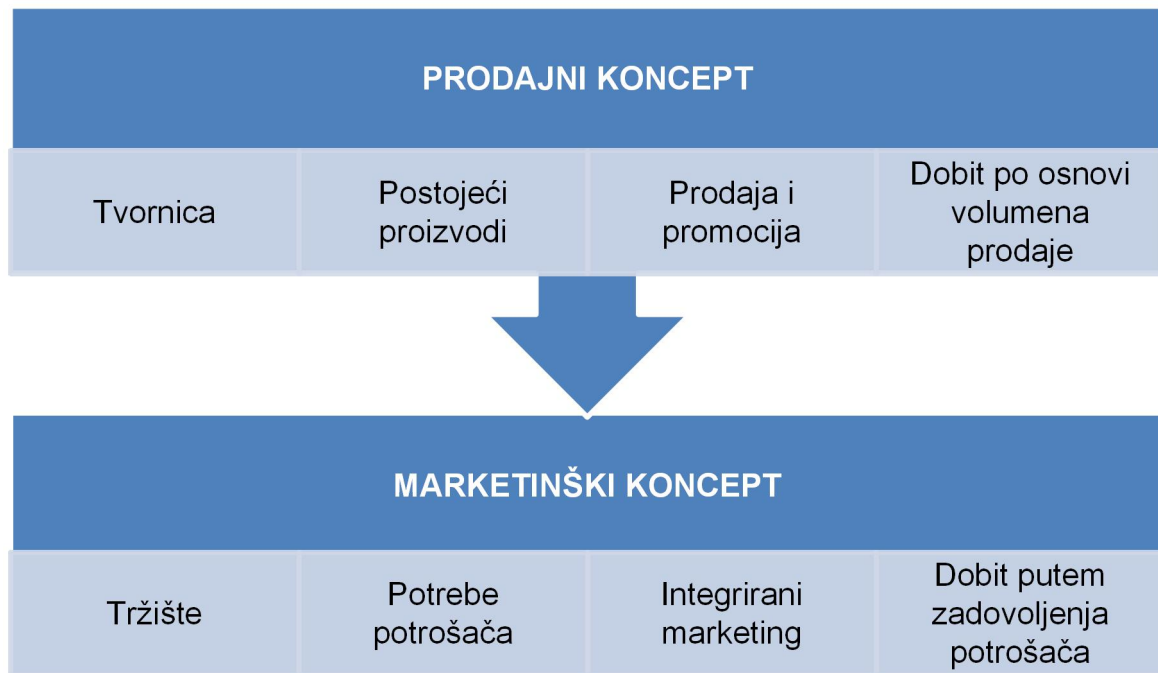 PRODAJNI KONCEPT
Tvornica
Postojeći
proizvodi
Prodaja i
promocija
Dobit po osnovi
volumena
prodaje
MARKETINŠKI KONCEPT
Tržište
Potrebe
potrošača
Integrirani
marketing
Dobit putem
zadovoljenja
potrošača